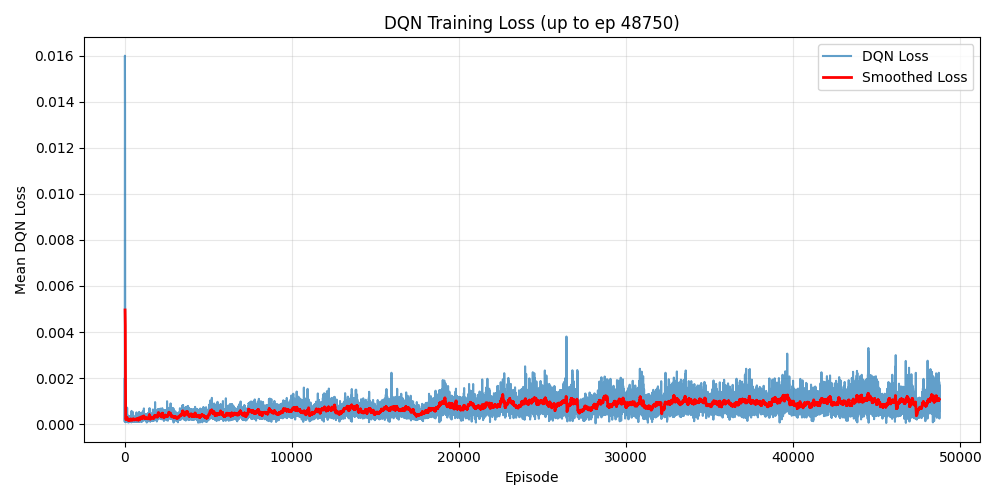 DQN Training Loss (up to ep 48750)
DQN Loss
Smoothed Loss
Mean DQN Loss
0.016
0.014
0.012
0.010
0.008
0.006
0.004
0.002
0.000
0 10000 20000 30000 40000 50000
Episode